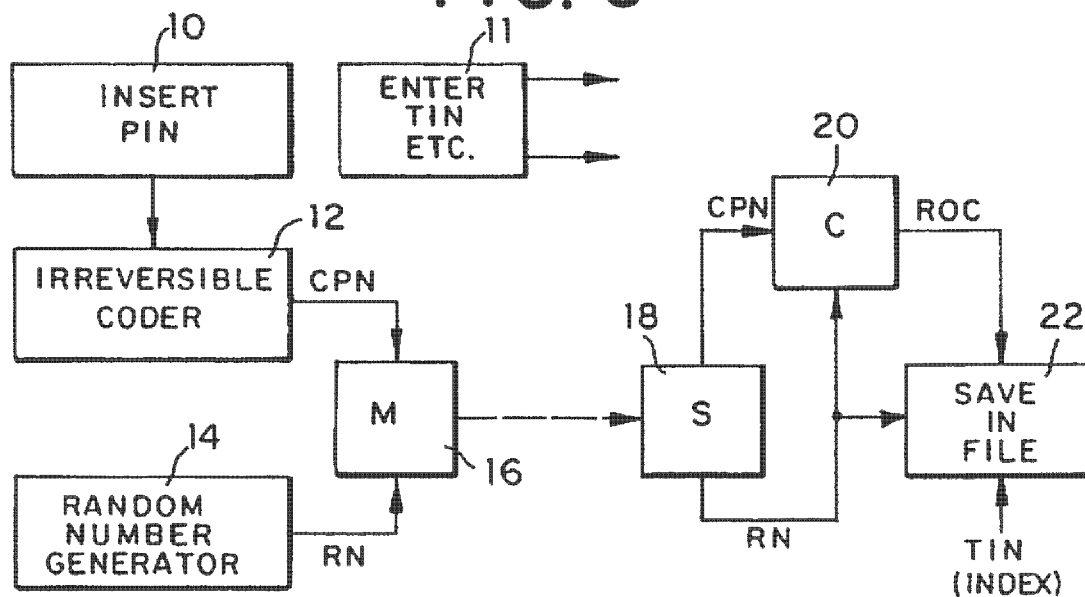 10
INSERT
PIN
11
ENTER
TIN
ETC.
12
IRREVERSIBLE
CODER
CPN
14
RANDOM
NUMBER
GENERATOR
RN
M
16
18
S
CPN
RN
20
C
ROC
22
SAVE
IN
FILE
TIN
(INDEX)